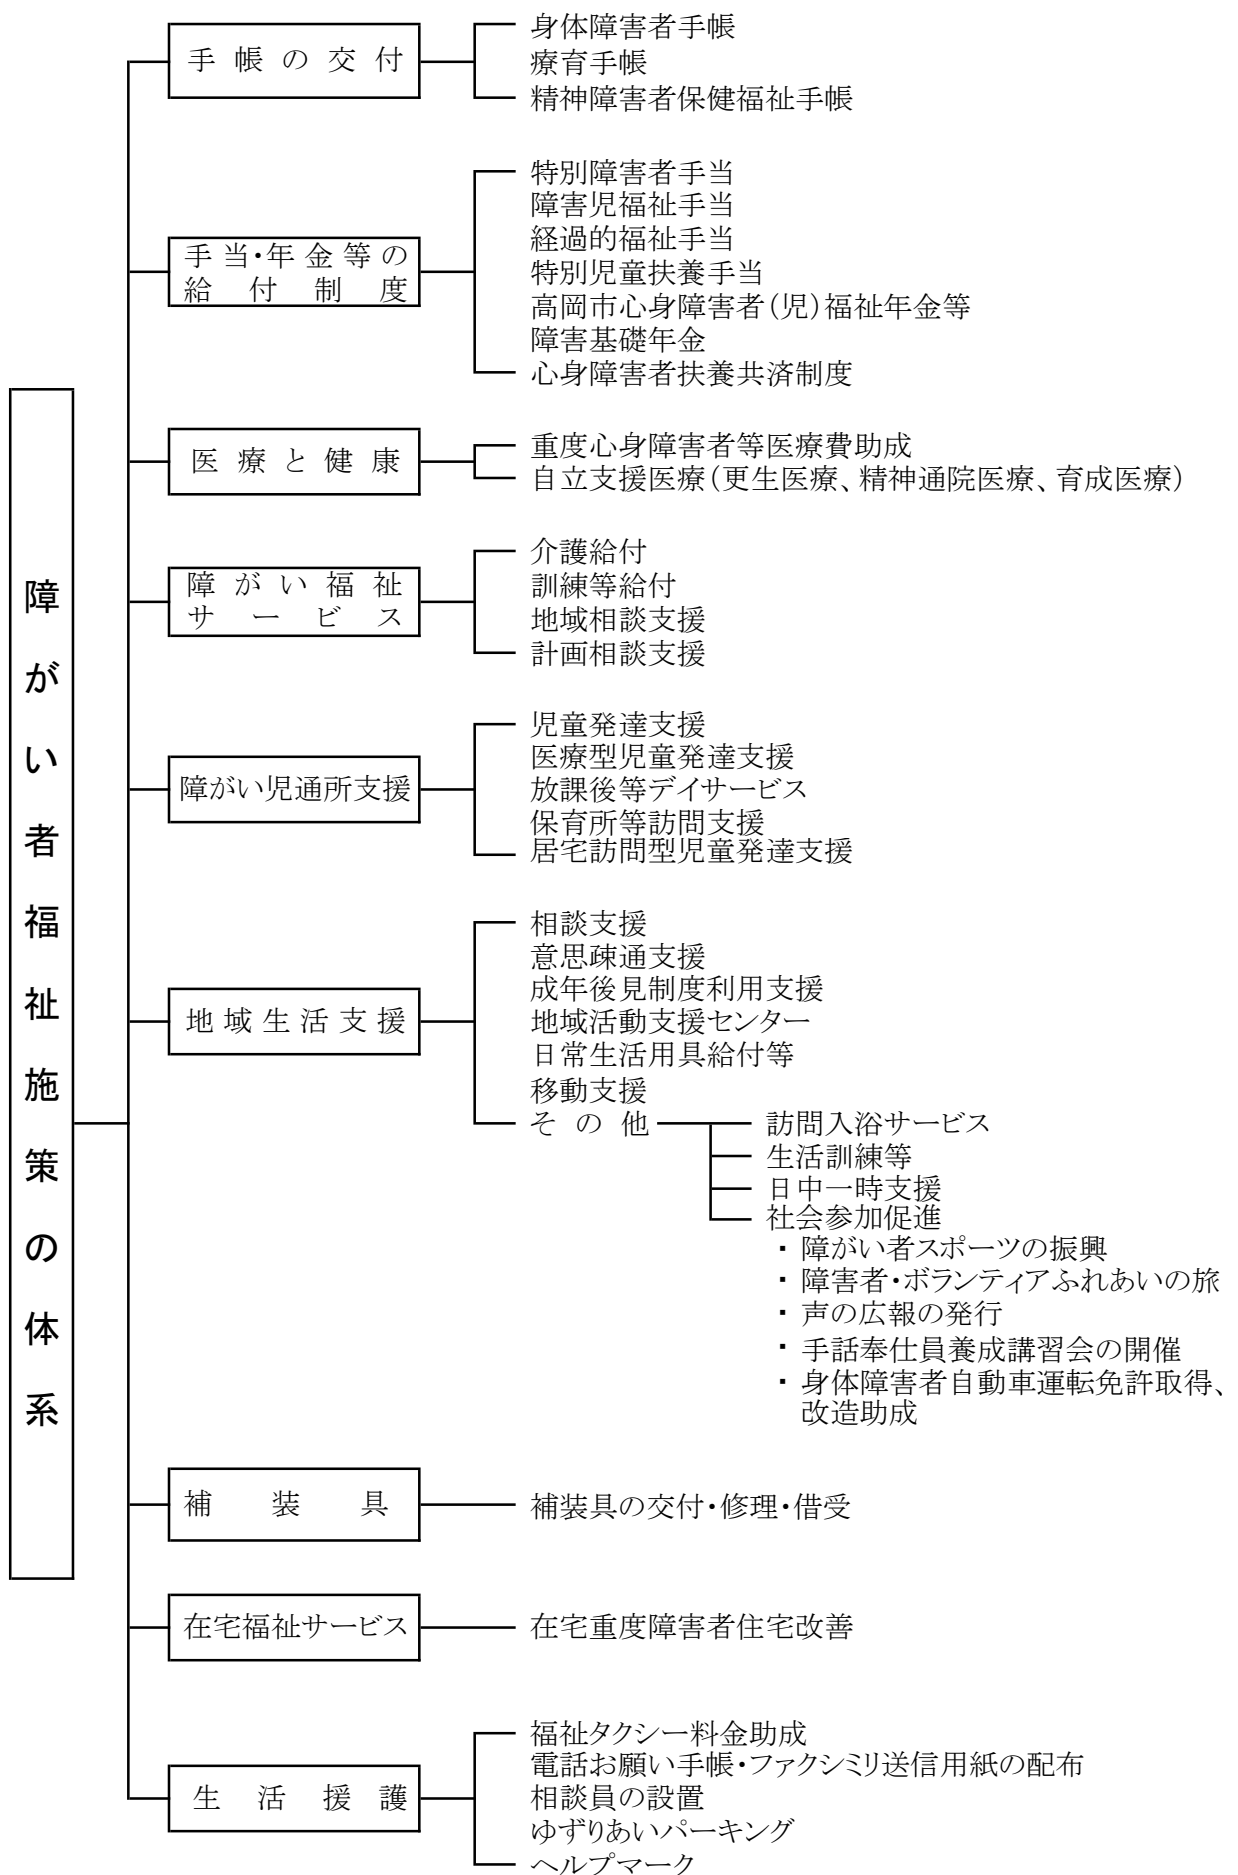 障がい者福祉施策の体系
手帳の交付
身体障害者手帳
療育手帳
精神障害者保健福祉手帳
手当・年金等の
給付制度
特別障害者手当
障害児福祉手当
経過的福祉手当
特別児童扶養手当
高岡市心身障害者(児)福祉年金等
障害基礎年金
心身障害者扶養共済制度
医療と健康
重度心身障害者等医療費助成
自立支援医療(更生医療、精神通院医療、育成医療)
障がい福祉
サービス
介護給付
訓練等給付
地域相談支援
計画相談支援
障がい児通所支援
児童発達支援
医療型児童発達支援
放課後等デイサービス
保育所等訪問支援
居宅訪問型児童発達支援
地域生活支援
相談支援
意思疎通支援
成年後見制度利用支援
地域活動支援センター
日常生活用具給付等
移動支援
その他
訪問入浴サービス
生活訓練等
日中一時支援
社会参加促進
・障がい者スポーツの振興
・障害者・ボランティアふれあいの旅
・声の広報の発行
・手話奉仕員養成講習会の開催
・身体障害者自動車運転免許取得、
改造助成
補装具
補装具の交付・修理・借受
在宅福祉サービス
在宅重度障害者住宅改善
生活援護
福祉タクシー料金助成
電話お願い手帳・ファクシミリ送信用紙の配布
相談員の設置
ゆずりあいパーキング
ヘルプマーク